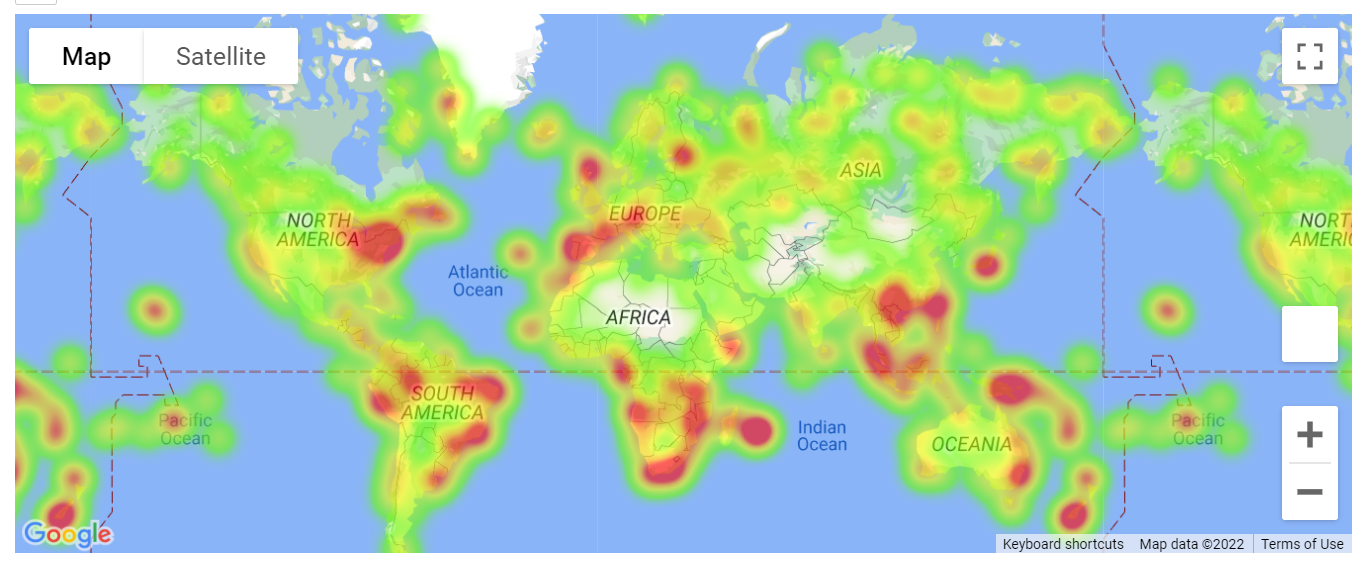 Map
Satellite
ASIA
NORTH
AMERICA
EUROPE
NORT
AMERIC
Atlantic
Ocean
AFRICA
SOUTH
AMERICA
Pacific
Ocean
Indian
Ocean
OCEANIA
Pacific
Ocean
Google
Keyboard shortcuts
Map data ©2022
Terms of Use